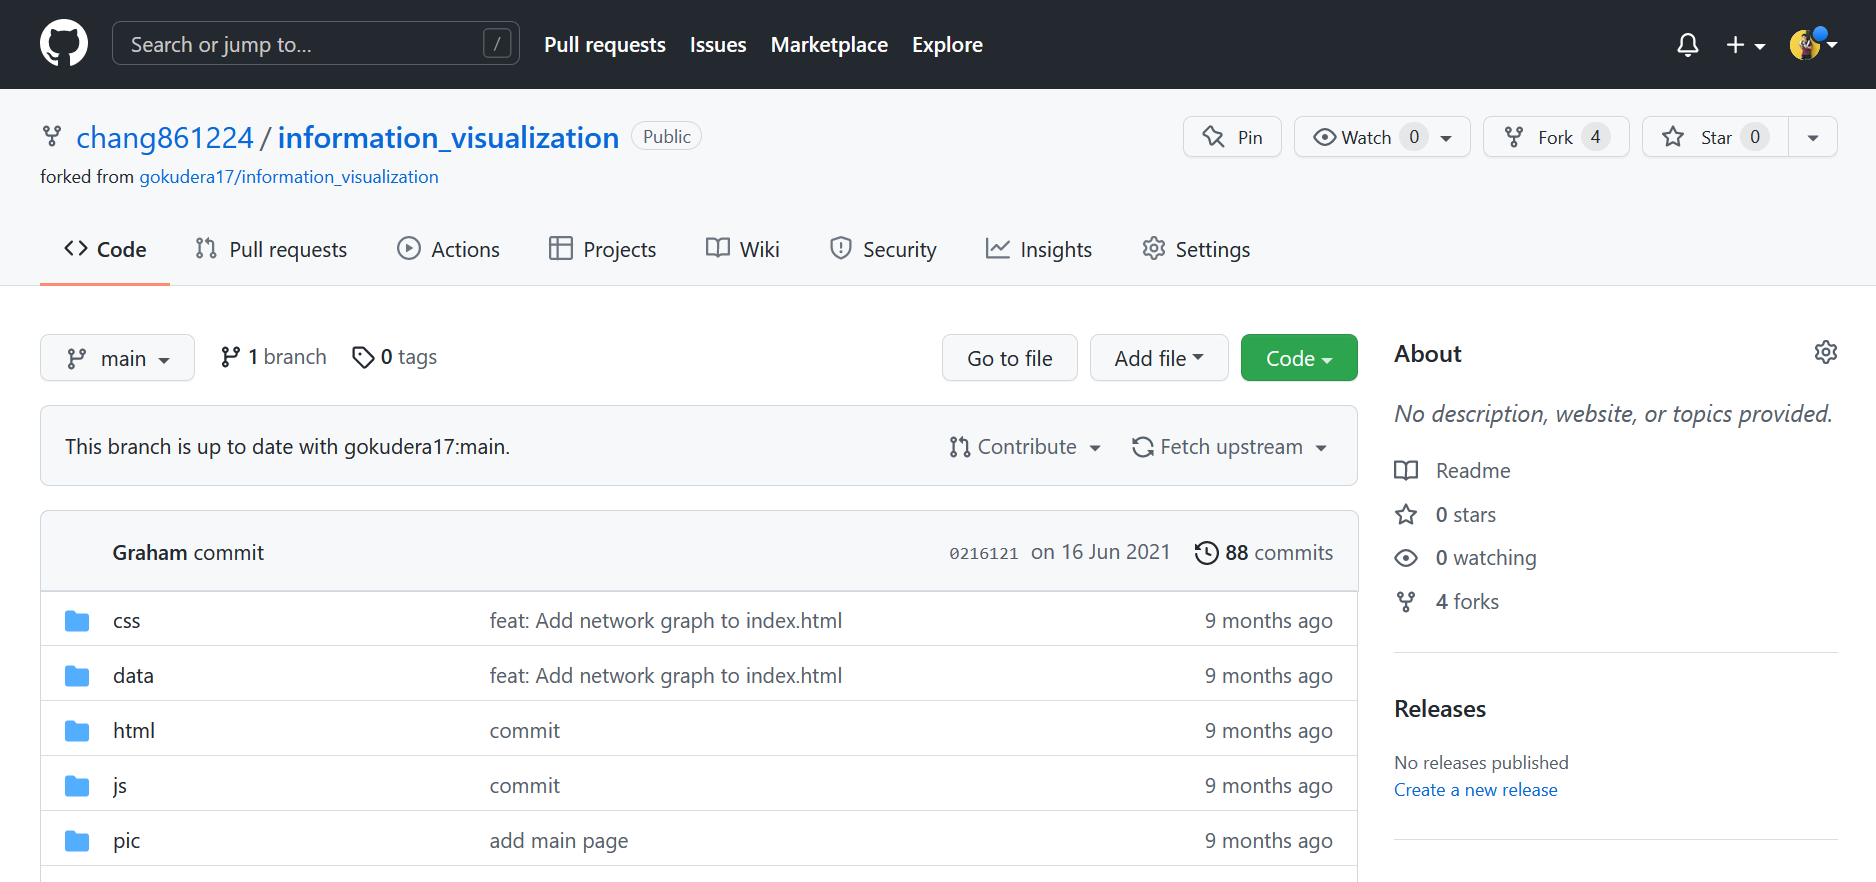 Search or jump to... / Pull requests Issues Marketplace Explore
chang861224 / information_visualization Public Pin Watch 0 Fork 4 Star 0
forked from gokudera17/information_visualization
Code Pull requests Actions Projects Wiki Security Insights Settings
main 1 branch 0 tags Go to file Add file Code
This branch is up to date with gokudera17:main. Contribute Fetch upstream
Graham commit 0216121 on 16 Jun 2021 88 commits
css feat: Add network graph to index.html 9 months ago
data feat: Add network graph to index.html 9 months ago
html commit 9 months ago
js commit 9 months ago
pic add main page 9 months ago
About
No description, website, or topics provided.
Readme
0 stars
0 watching
4 forks
Releases
No releases published
Create a new release